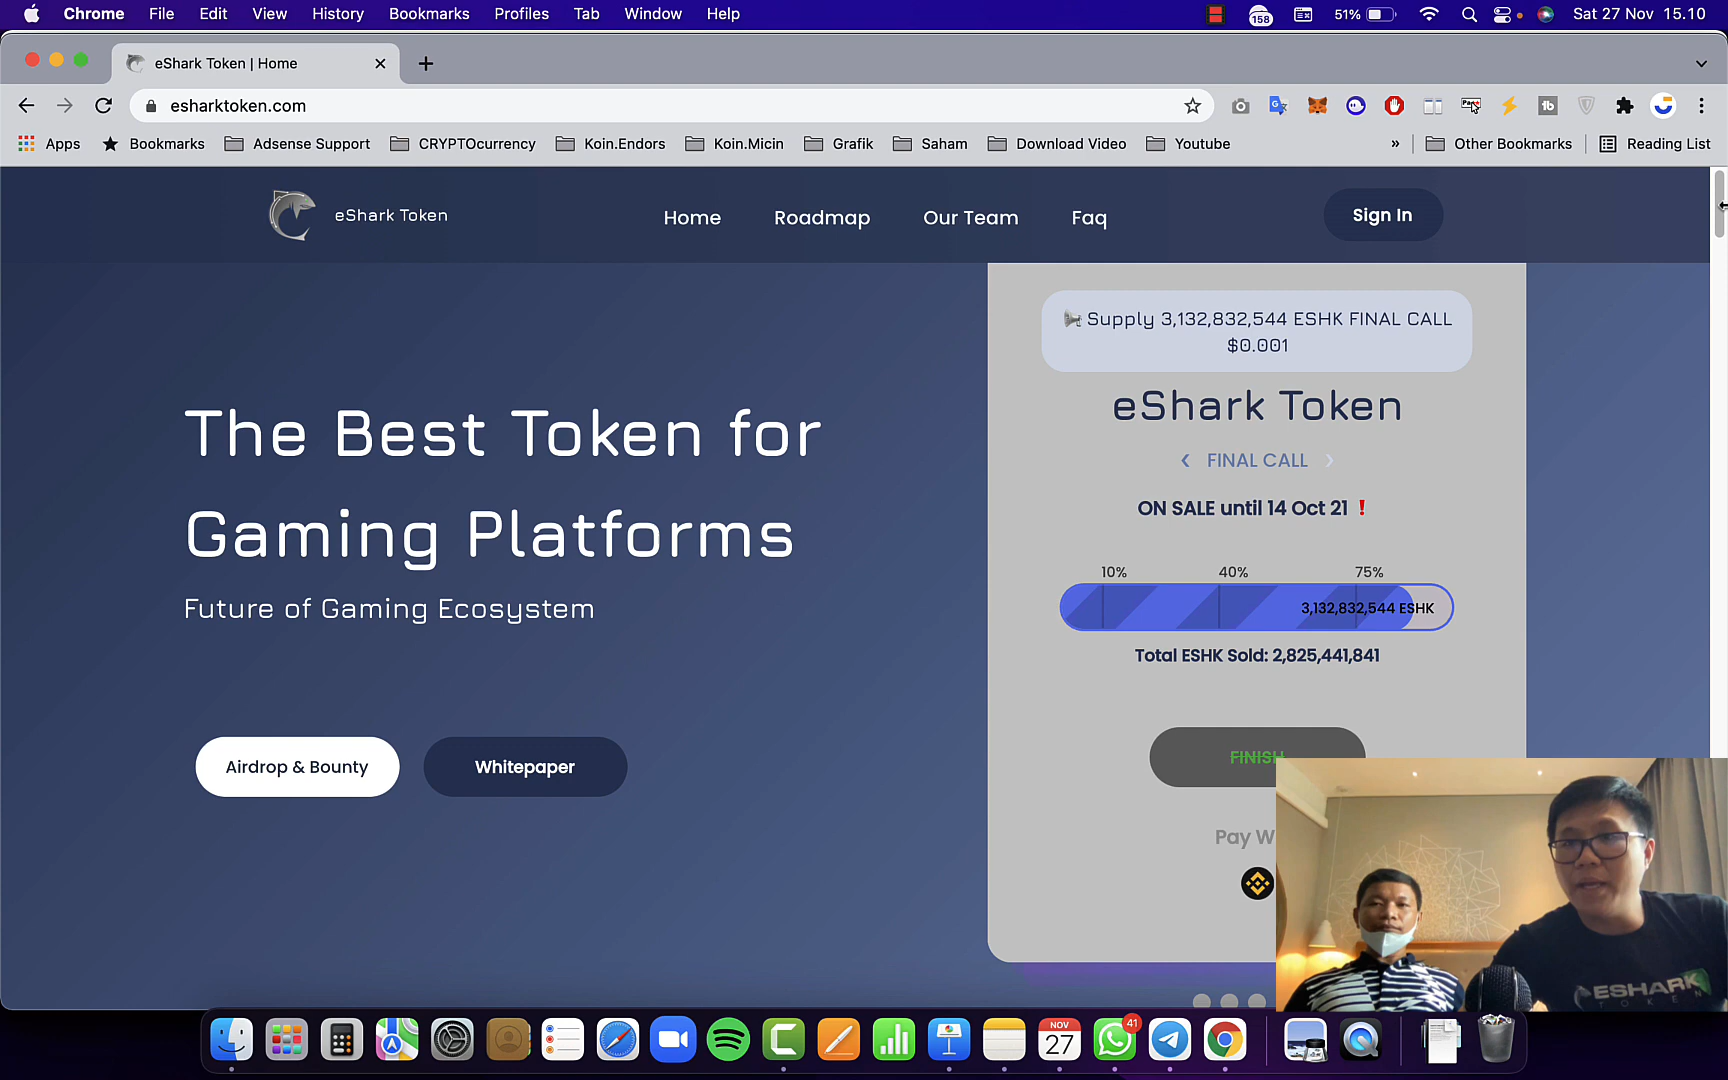 Chrome File Edit View History Bookmarks Profiles Tab Window Help
158 51% Sat 27 Nov 15.10
eShark Token | Home
esharktoken.com
Apps Bookmarks Adsense Support CRYPTOcurrency Koin.Endors Koin.Micin Grafik Saham Download Video Youtube » Other Bookmarks Reading List
eShark Token Home Roadmap Our Team Faq Sign In
Supply 3,132,832,544 ESHK FINAL CALL
$0.001
eShark Token
‹ FINAL CALL ›
ON SALE until 14 Oct 21 !
10% 40% 75%
3,132,832,544 ESHK
Total ESHK Sold: 2,825,441,841
FINISH
Pay W
The Best Token for
Gaming Platforms
Future of Gaming Ecosystem
Airdrop & Bounty Whitepaper
ESHARK
TOKEN
NOV
27
41